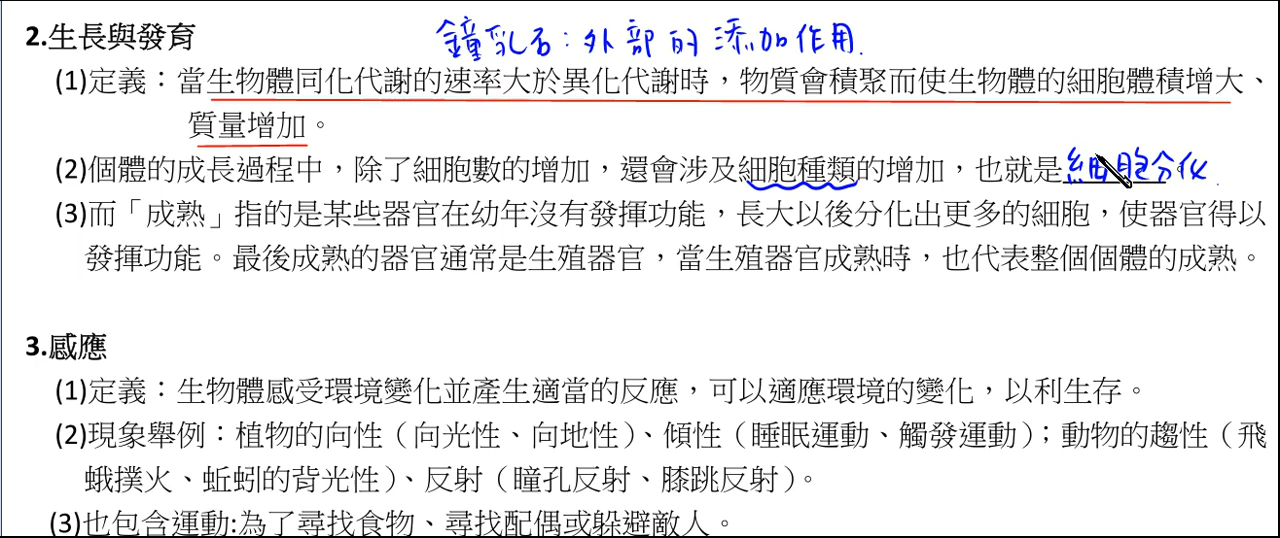 2.生長與發育
鐘乳石：外部的添加作用.
(1)定義：當生物體同化代謝的速率大於異化代謝時，物質會積聚而使生物體的細胞體積增大、
質量增加。
(2)個體的成長過程中，除了細胞數的增加，還會涉及細胞種類的增加，也就是細胞分化。
(3)而「成熟」指的是某些器官在幼年沒有發揮功能，長大以後分化出更多的細胞，使器官得以
發揮功能。最後成熟的器官通常是生殖器官，當生殖器官成熟時，也代表整個個體的成熟。
3.感應
(1)定義：生物體感受環境變化並產生適當的反應，可以適應環境的變化，以利生存。
(2)現象舉例：植物的向性（向光性、向地性）、傾性（睡眠運動、觸發運動）；動物的趨性（飛
蛾撲火、蚯蚓的背光性）、反射（瞳孔反射、膝跳反射）。
(3)也包含運動:為了尋找食物、尋找配偶或躲避敵人。